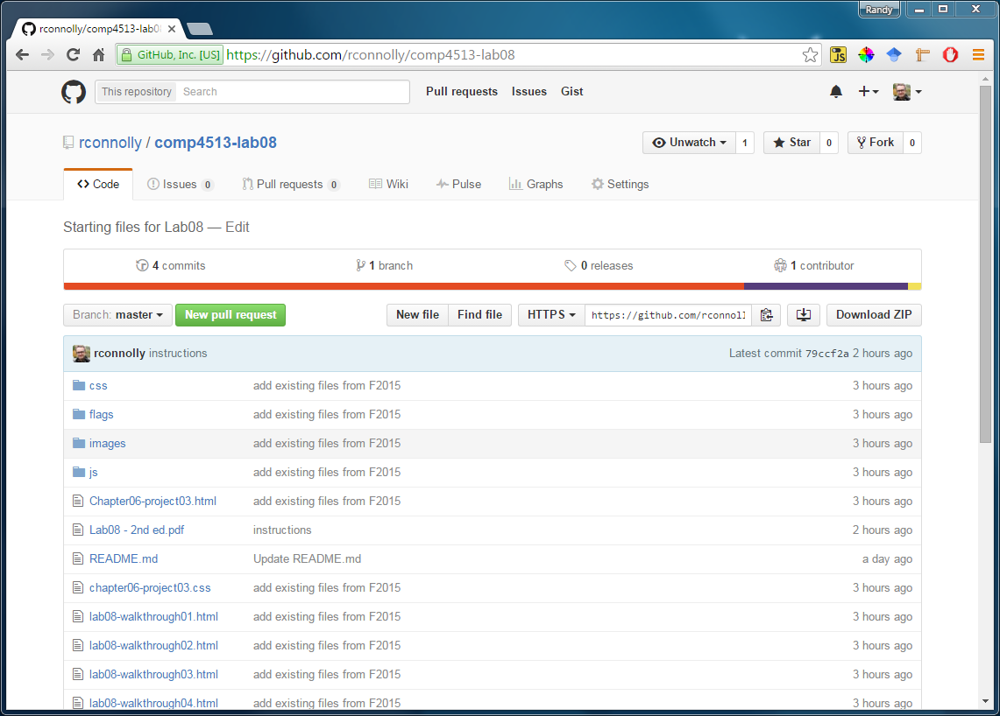 Randy
rconnolly/comp4513-lab08
GitHub, Inc. [US] https://github.com/rconnolly/comp4513-lab08
JS
This repository Search Pull requests Issues Gist
rconnolly / comp4513-lab08 Unwatch 1 Star 0 Fork 0
Code Issues 0 Pull requests 0 Wiki Pulse Graphs Settings
Starting files for Lab08 — Edit
4 commits 1 branch 0 releases 1 contributor
Branch: master New pull request New file Find file HTTPS https://github.com/rconnoll Download ZIP
rconnolly instructions Latest commit 79ccf2a 2 hours ago
css add existing files from F2015 3 hours ago
flags add existing files from F2015 3 hours ago
images add existing files from F2015 3 hours ago
js add existing files from F2015 3 hours ago
Chapter06-project03.html add existing files from F2015 3 hours ago
Lab08 - 2nd ed.pdf instructions 2 hours ago
README.md Update README.md a day ago
chapter06-project03.css add existing files from F2015 3 hours ago
lab08-walkthrough01.html add existing files from F2015 3 hours ago
lab08-walkthrough02.html add existing files from F2015 3 hours ago
lab08-walkthrough03.html add existing files from F2015 3 hours ago
lab08-walkthrough04.html add existing files from F2015 3 hours ago